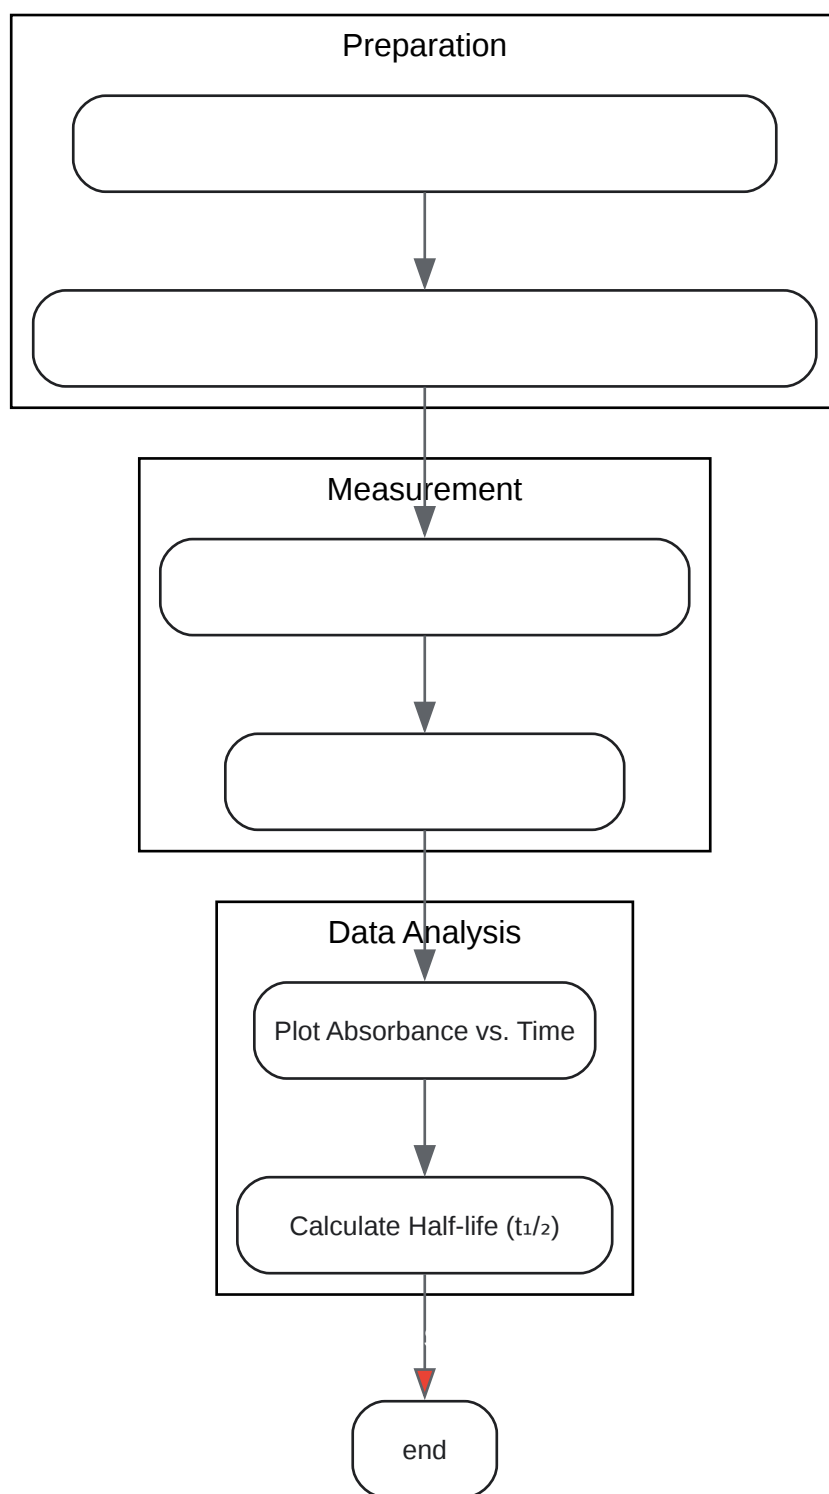 Preparation
Measurement
Data Analysis
Plot Absorbance vs. Time
Calculate Half-life (t₁/₂)
end